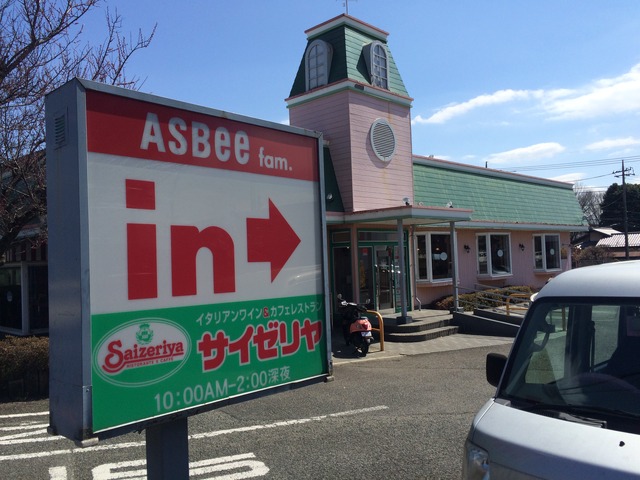 ASBee fam.
in
イタリアンワイン&カフェレストラン
Saizeriya
サイゼリヤ
10:00AM-2:00深夜